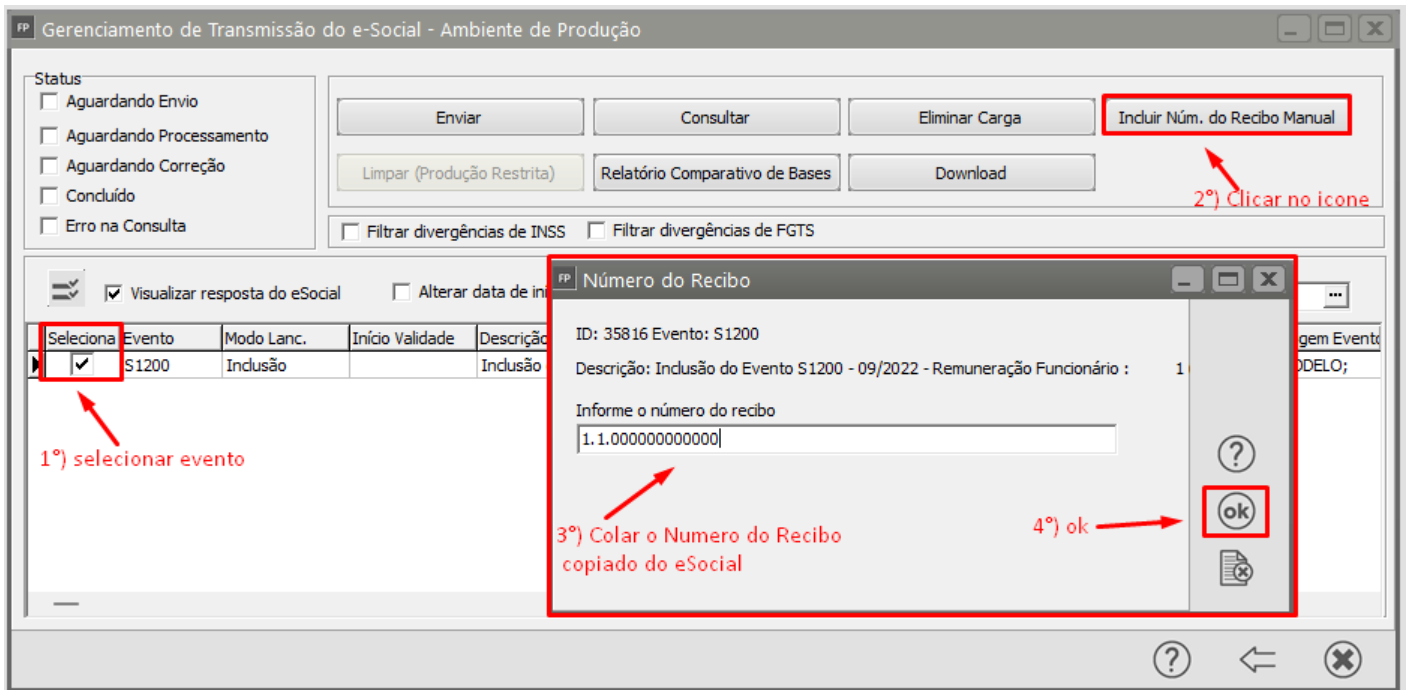 FP Gerenciamento de Transmissão do e-Social - Ambiente de Produção
Status
Aguardando Envio
Aguardando Processamento
Aguardando Correção
Concluído
Erro na Consulta
Enviar
Consultar
Eliminar Carga
Incluir Núm. do Recibo Manual
Limpar (Produção Restrita)
Relatório Comparativo de Bases
Download
2°) Clicar no icone
Filtrar divergências de INSS
Filtrar divergências de FGTS
Visualizar resposta do eSocial
Alterar data de ini
...
Seleciona Evento Modo Lanc. Início Validade Descrição
gem Evento
S1200 Inclusão Inclusão
ODELO;
1°) selecionar evento
FP Número do Recibo
ID: 35816 Evento: S1200
Descrição: Inclusão do Evento S1200 - 09/2022 - Remuneração Funcionário : 1
Informe o número do recibo
1.1.000000000000
3°) Colar o Numero do Recibo
copiado do eSocial
4°) ok
ok